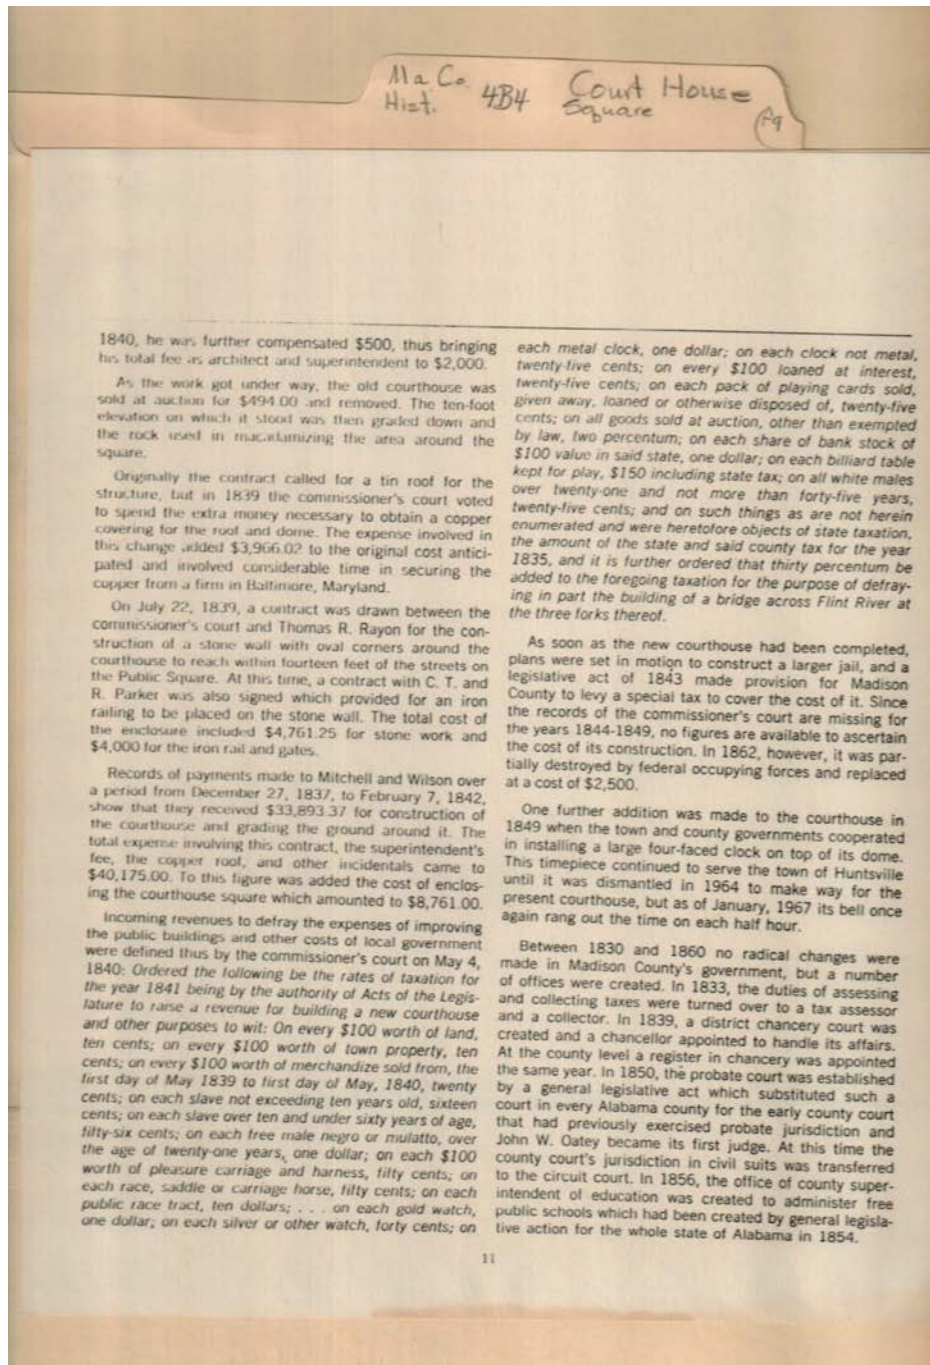 Ma Co.
Hist.
4B4
Court House
Square
Pg
1840, he was further compensated $500, thus bringing
his total fee as architect and superintendent to $2,000.
As the work got under way, the old courthouse was
sold at auction for $494.00 and removed. The ten-foot
elevation on which it stood was then graded down and
the rock used in macadamizing the area around the
square.
Originally the contract called for a tin roof for the
structure, but in 1839 the commissioner's court voted
to spend the extra money necessary to obtain a copper
covering for the roof and dome. The expense involved in
this change added $3,966.02 to the original cost antici-
pated and involved considerable time in securing the
copper from a firm in Baltimore, Maryland.
On July 22, 1839, a contract was drawn between the
commissioner's court and Thomas R. Rayon for the con-
struction of a stone wall with oval corners around the
courthouse to reach within fourteen feet of the streets on
the Public Square. At this time, a contract with C. T. and
R. Parker was also signed which provided for an iron
railing to be placed on the stone wall. The total cost of
the enclosure included $4,761.25 for stone work and
$4,000 for the iron rail and gates.
Records of payments made to Mitchell and Wilson over
a period from December 27, 1837, to February 7, 1842,
show that they received $33,893.37 for construction of
the courthouse and grading the ground around it. The
total expense involving this contract, the superintendent's
fee, the copper roof, and other incidentals came to
$40,175.00. To this figure was added the cost of enclos-
ing the courthouse square which amounted to $8,761.00.
Incoming revenues to defray the expenses of improving
the public buildings and other costs of local government
were defined thus by the commissioner's court on May 4,
1840: Ordered the following be the rates of taxation for
the year 1841 being by the authority of Acts of the Legis-
lature to raise a revenue for building a new courthouse
and other purposes to wit: On every $100 worth of land,
ten cents; on every $100 worth of town property, ten
cents; on every $100 worth of merchandize sold from, the
first day of May 1839 to first day of May, 1840, twenty
cents; on each slave not exceeding ten years old, sixteen
cents; on each slave over ten and under sixty years of age,
fifty-six cents; on each free male negro or mulatto, over
the age of twenty-one years, one dollar; on each $100
worth of pleasure carriage and harness, fifty cents; on
each race, saddle or carriage horse, fifty cents; on each
public race tract, ten dollars; . . . on each gold watch,
one dollar; on each silver or other watch, forty cents; on
each metal clock, one dollar; on each clock not metal,
twenty-five cents; on every $100 loaned at interest,
twenty-five cents; on each pack of playing cards sold,
given away, loaned or otherwise disposed of, twenty-five
cents; on all goods sold at auction, other than exempted
by law, two percentum; on each share of bank stock of
$100 value in said state, one dollar; on each billiard table
kept for play, $150 including state tax; on all white males
over twenty-one and not more than forty-five years,
twenty-five cents; and on such things as are not herein
enumerated and were heretofore objects of state taxation,
the amount of the state and said county tax for the year
1835, and it is further ordered that thirty percentum be
added to the foregoing taxation for the purpose of defray-
ing in part the building of a bridge across Flint River at
the three forks thereof.
As soon as the new courthouse had been completed,
plans were set in motion to construct a larger jail, and a
legislative act of 1843 made provision for Madison
County to levy a special tax to cover the cost of it. Since
the records of the commissioner's court are missing for
the years 1844-1849, no figures are available to ascertain
the cost of its construction. In 1862, however, it was par-
tially destroyed by federal occupying forces and replaced
at a cost of $2,500.
One further addition was made to the courthouse in
1849 when the town and county governments cooperated
in installing a large four-faced clock on top of its dome.
This timepiece continued to serve the town of Huntsville
until it was dismantled in 1964 to make way for the
present courthouse, but as of January, 1967 its bell once
again rang out the time on each half hour.
Between 1830 and 1860 no radical changes were
made in Madison County's government, but a number
of offices were created. In 1833, the duties of assessing
and collecting taxes were turned over to a tax assessor
and a collector. In 1839, a district chancery court was
created and a chancellor appointed to handle its affairs.
At the county level a register in chancery was appointed
the same year. In 1850, the probate court was established
by a general legislative act which substituted such a
court in every Alabama county for the early county court
that had previously exercised probate jurisdiction and
John W. Oatey became its first judge. At this time the
county court's jurisdiction in civil suits was transferred
to the circuit court. In 1856, the office of county super-
intendent of education was created to administer free
public schools which had been created by general legisla-
tive action for the whole state of Alabama in 1854.
11